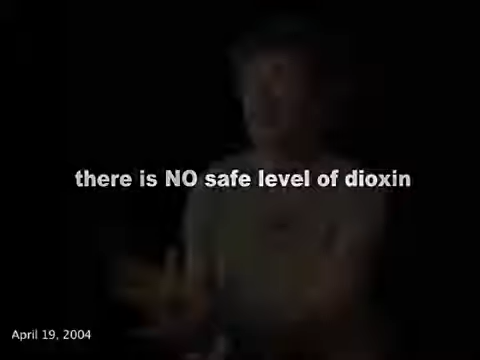 there is NO safe level of dioxin
April 19, 2004